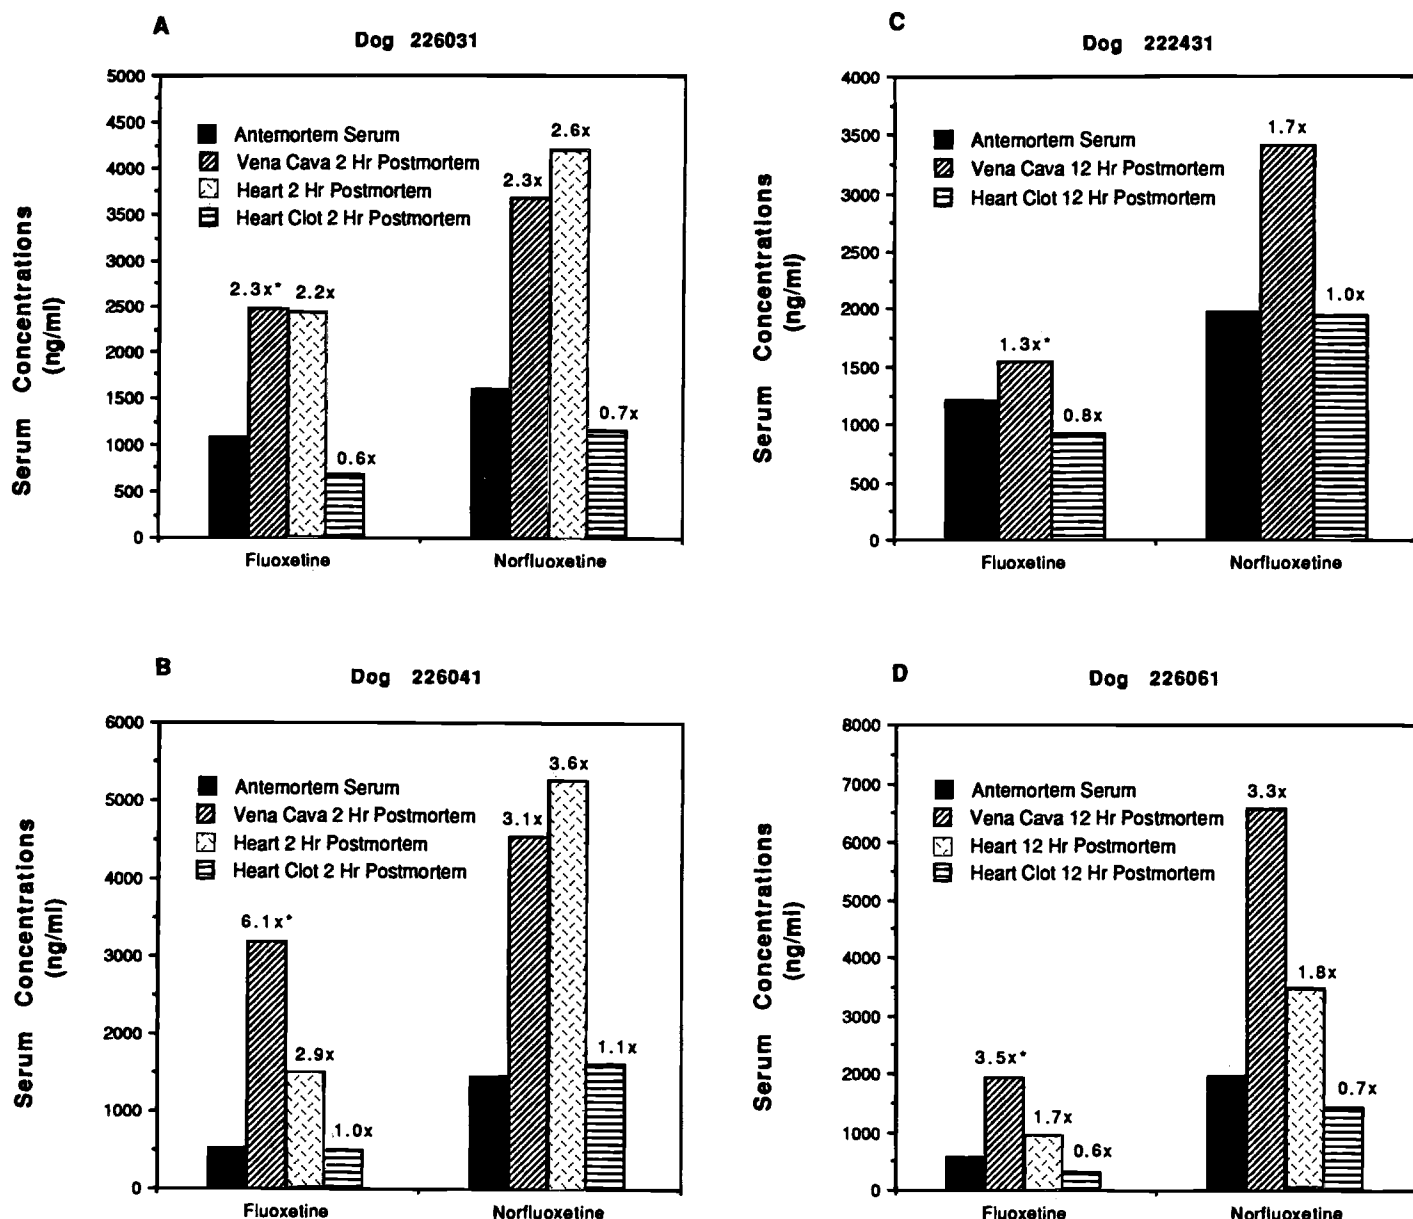 A
Dog 226031
Serum Concentrations
(ng/ml)
5000
4500
4000
3500
3000
2500
2000
1500
1000
500
0
Antemortem Serum
Vena Cava 2 Hr Postmortem
Heart 2 Hr Postmortem
Heart Clot 2 Hr Postmortem
2.3x*
2.2x
0.6x
2.3x
2.6x
0.7x
Fluoxetine
Norfluoxetine
C
Dog 222431
Serum Concentrations
(ng/ml)
4000
3500
3000
2500
2000
1500
1000
500
0
Antemortem Serum
Vena Cava 12 Hr Postmortem
Heart Clot 12 Hr Postmortem
1.3x*
0.8x
1.7x
1.0x
Fluoxetine
Norfluoxetine
B
Dog 226041
Serum Concentrations
(ng/ml)
6000
5000
4000
3000
2000
1000
0
Antemortem Serum
Vena Cava 2 Hr Postmortem
Heart 2 Hr Postmortem
Heart Clot 2 Hr Postmortem
6.1x*
2.9x
1.0x
3.1x
3.6x
1.1x
Fluoxetine
Norfluoxetine
D
Dog 226061
Serum Concentrations
(ng/ml)
8000
7000
6000
5000
4000
3000
2000
1000
0
Antemortem Serum
Vena Cava 12 Hr Postmortem
Heart 12 Hr Postmortem
Heart Clot 12 Hr Postmortem
3.5x*
1.7x
0.6x
3.3x
1.8x
0.7x
Fluoxetine
Norfluoxetine